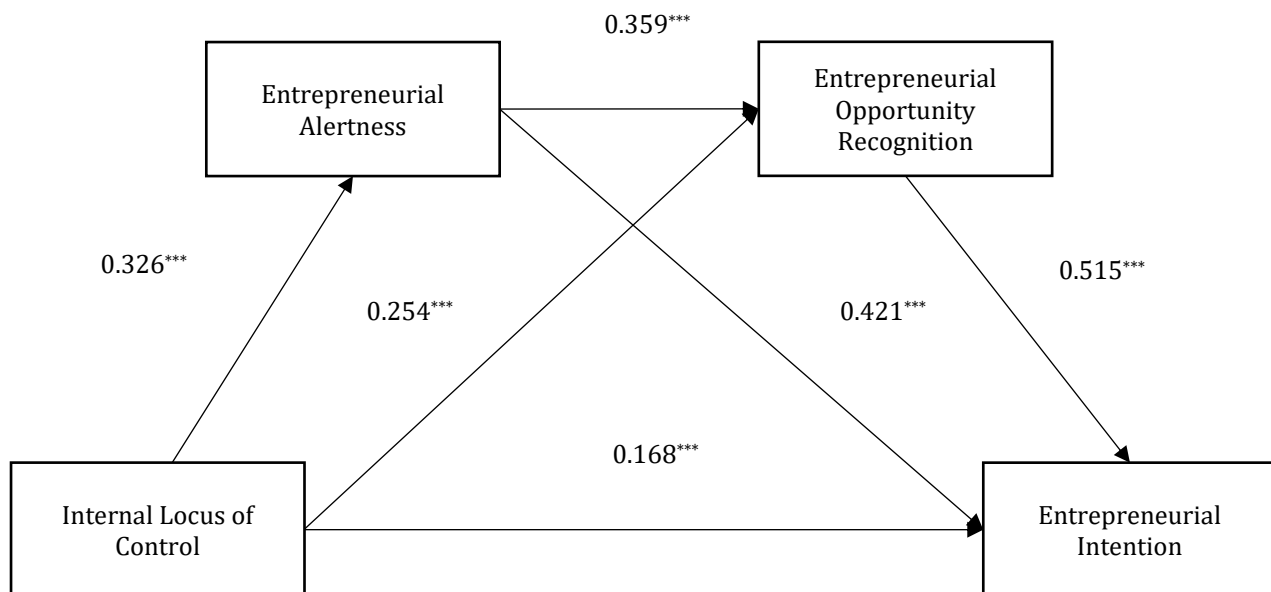 0.359***
Entrepreneurial
Alertness
Entrepreneurial
Opportunity
Recognition
0.326***
0.254***
0.421***
0.515***
0.168***
Internal Locus of
Control
Entrepreneurial
Intention